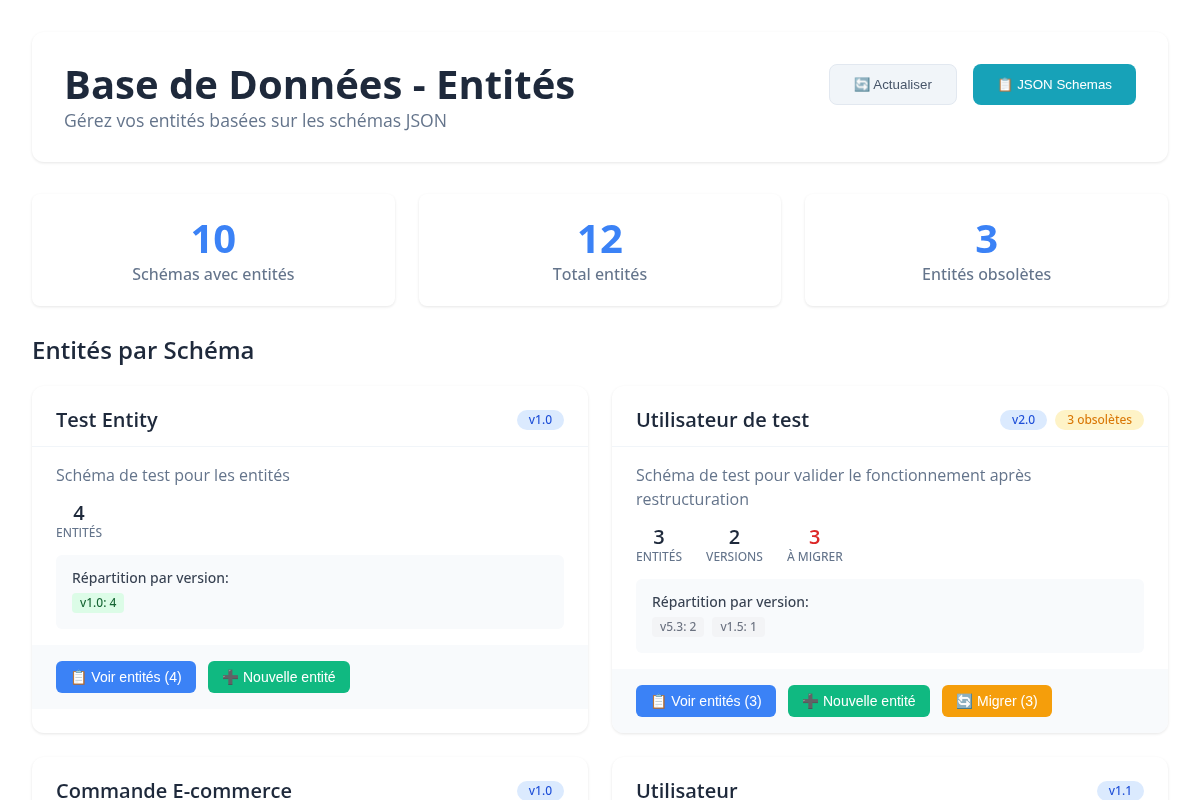 Base de Données - Entités
Gérez vos entités basées sur les schémas JSON
🔄 Actualiser
📋 JSON Schemas
10
Schémas avec entités
12
Total entités
3
Entités obsolètes
Entités par Schéma
Test Entity
v1.0
Schéma de test pour les entités
4
ENTITÉS
Répartition par version:
v1.0: 4
📋 Voir entités (4)
➕ Nouvelle entité
Utilisateur de test
v2.0
3 obsolètes
Schéma de test pour valider le fonctionnement après
restructuration
3
ENTITÉS
2
VERSIONS
3
À MIGRER
Répartition par version:
v5.3: 2
v1.5: 1
📋 Voir entités (3)
➕ Nouvelle entité
🔄 Migrer (3)
Commande E-commerce
v1.0
Utilisateur
v1.1